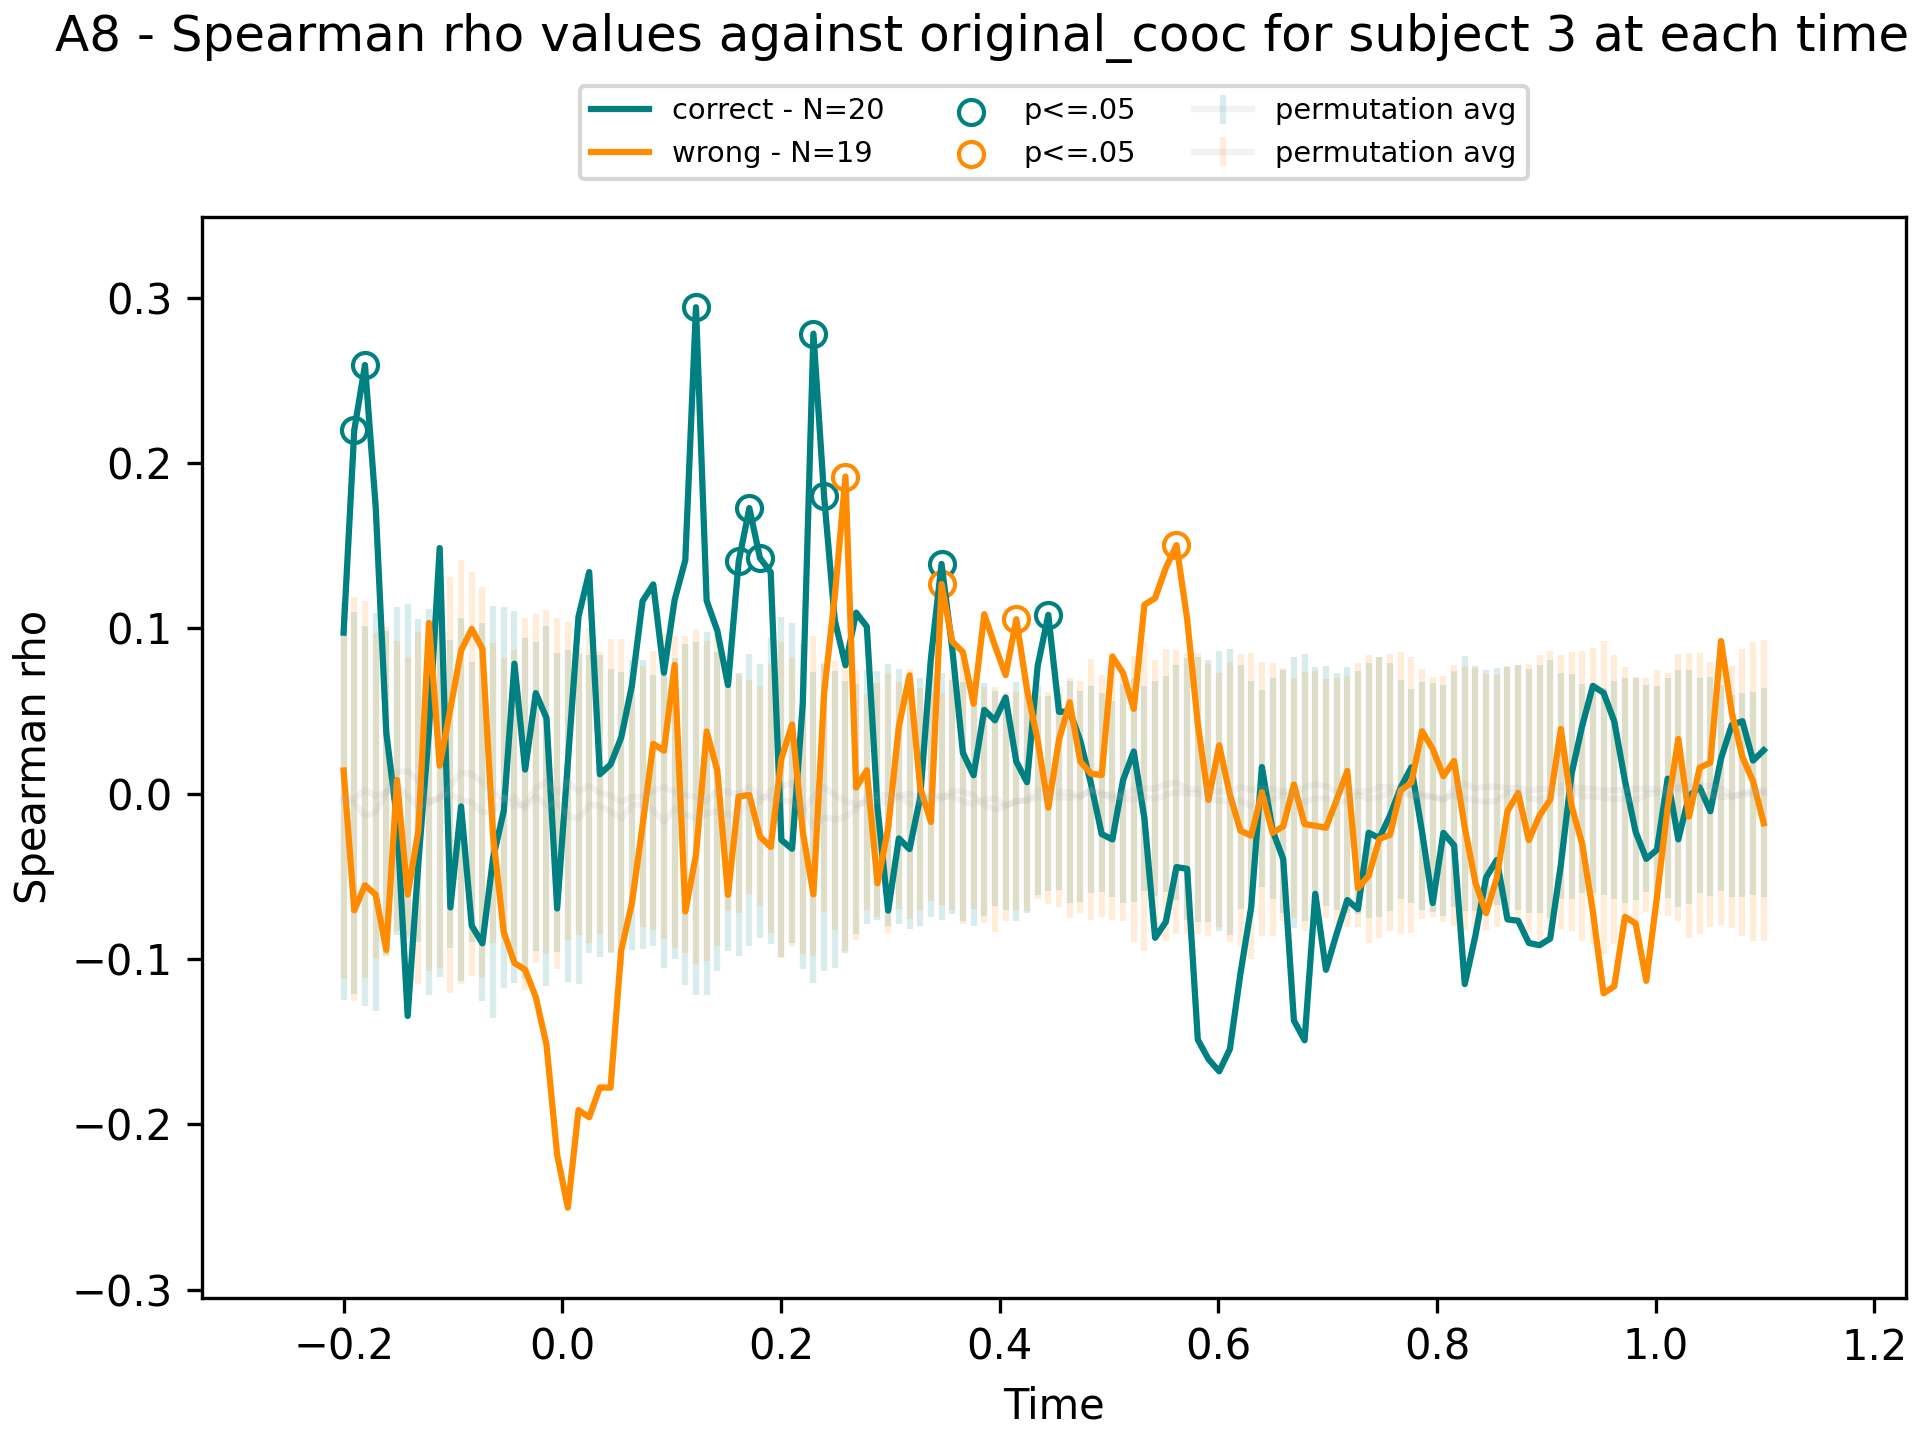 A8 - Spearman rho values against original_cooc for subject 3 at each time
correct - N=20
wrong - N=19
p<=.05
p<=.05
permutation avg
permutation avg
Spearman rho
0.3
0.2
0.1
0.0
−0.1
−0.2
−0.3
−0.2 0.0 0.2 0.4 0.6 0.8 1.0 1.2
Time